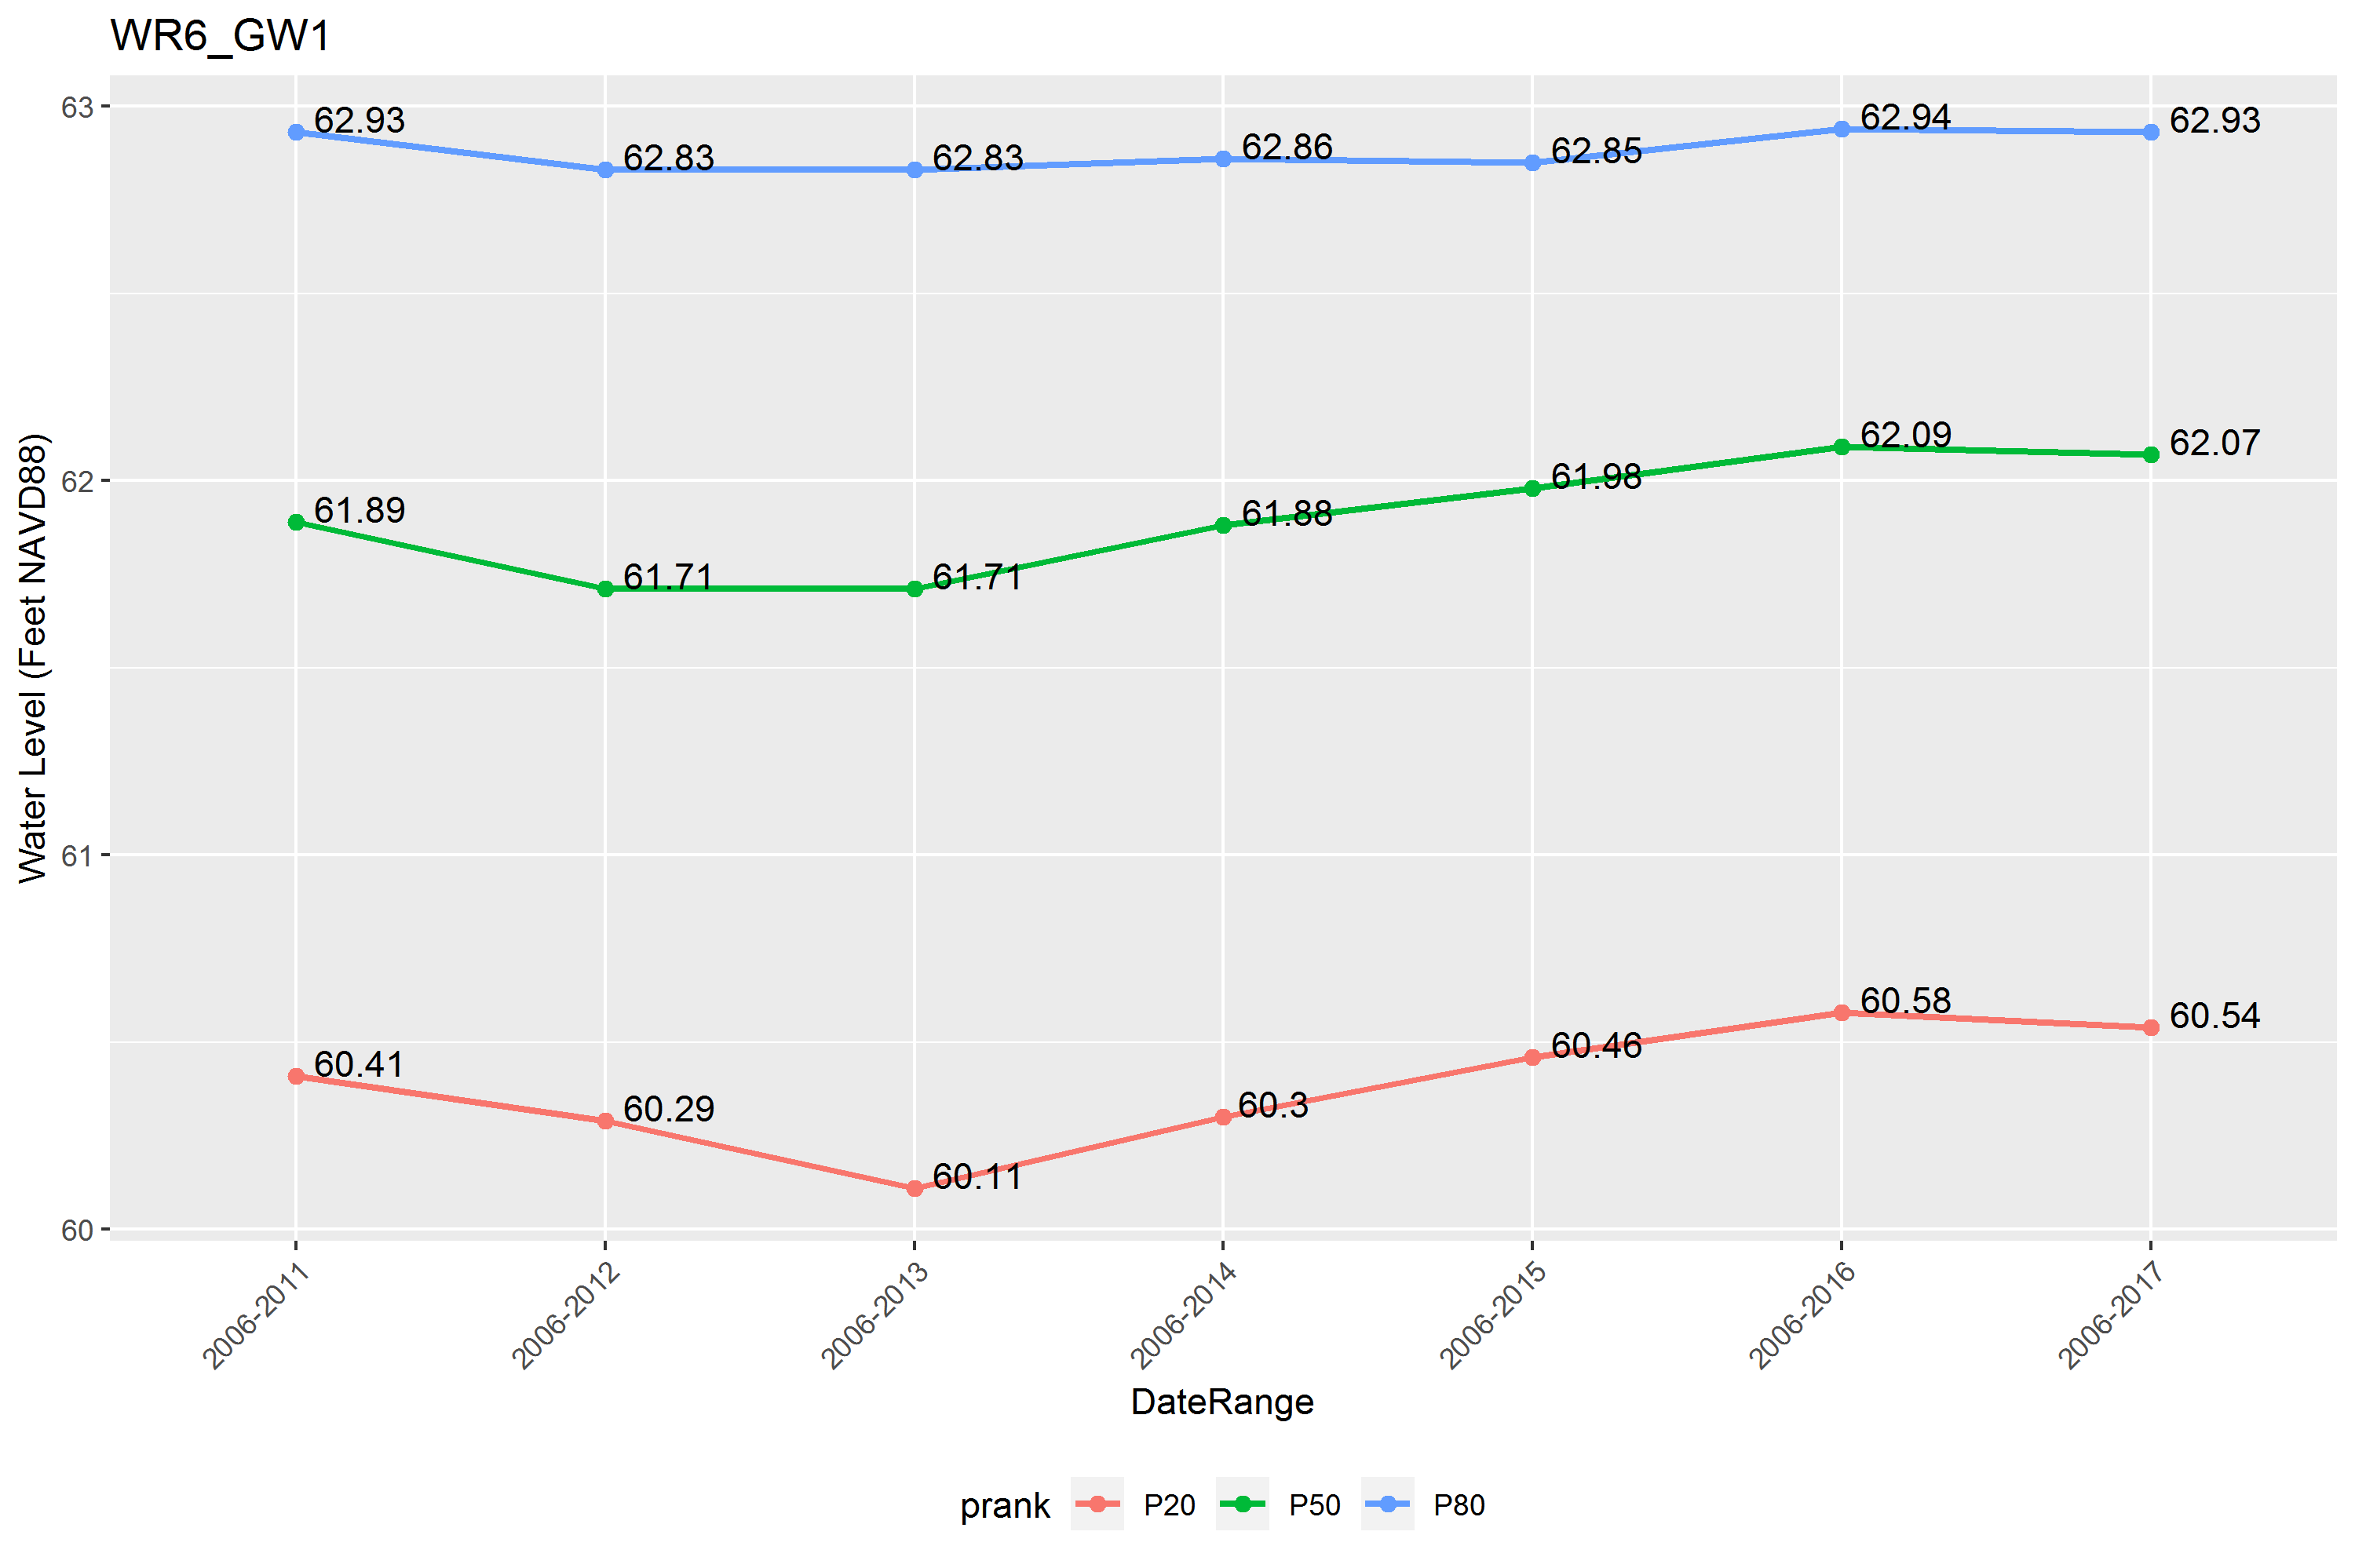 WR6_GW1
Water Level (Feet NAVD88)
63
62
61
60
62.93 62.83 62.83 62.86 62.85 62.94 62.93
61.89 61.71 61.71 61.88 61.98 62.09 62.07
60.41 60.29 60.11 60.3 60.46 60.58 60.54
2006-2011 2006-2012 2006-2013 2006-2014 2006-2015 2006-2016 2006-2017
DateRange
prank P20 P50 P80